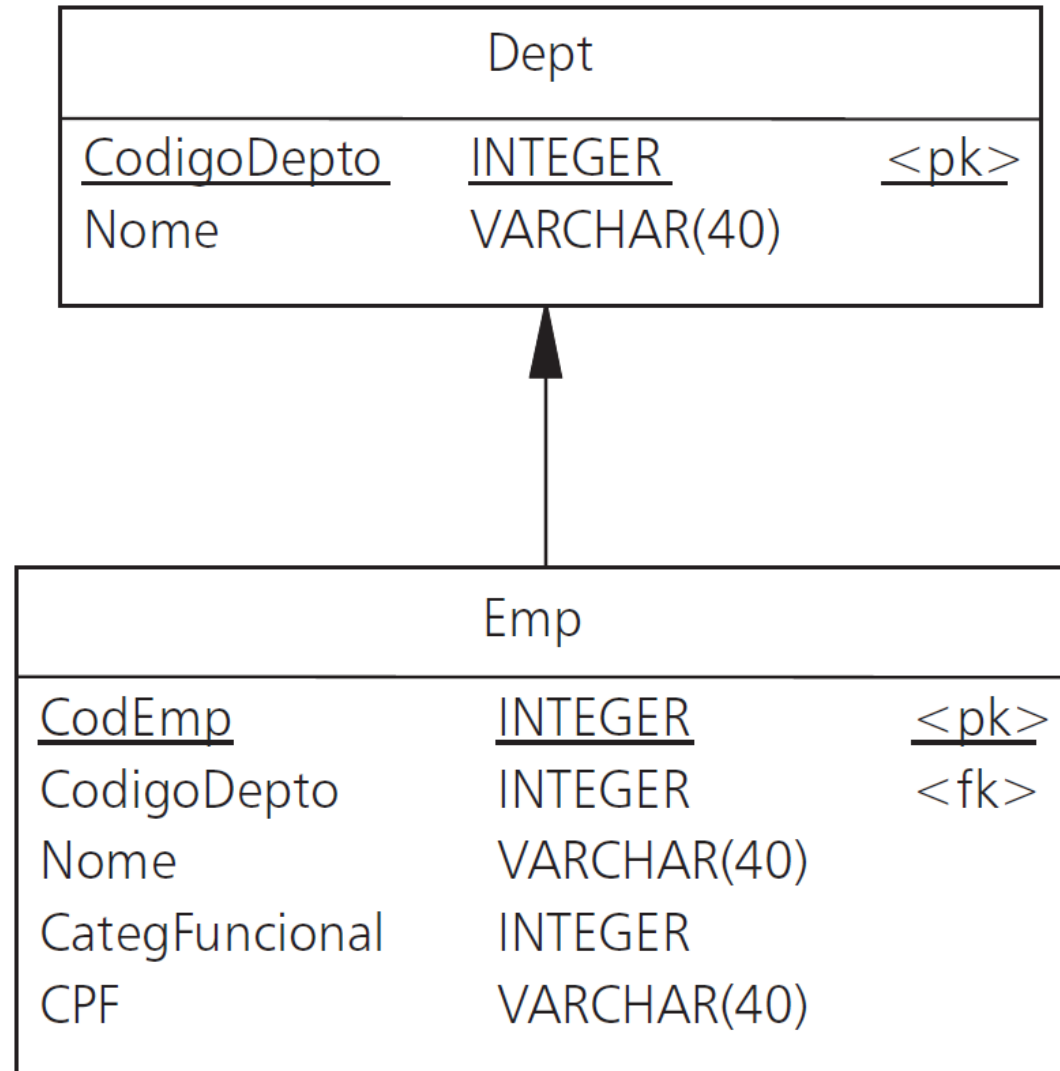 Dept
CodigoDepto INTEGER <pk>
Nome VARCHAR(40)
Emp
CodEmp INTEGER <pk>
CodigoDepto INTEGER <fk>
Nome VARCHAR(40)
CategFuncional INTEGER
CPF VARCHAR(40)